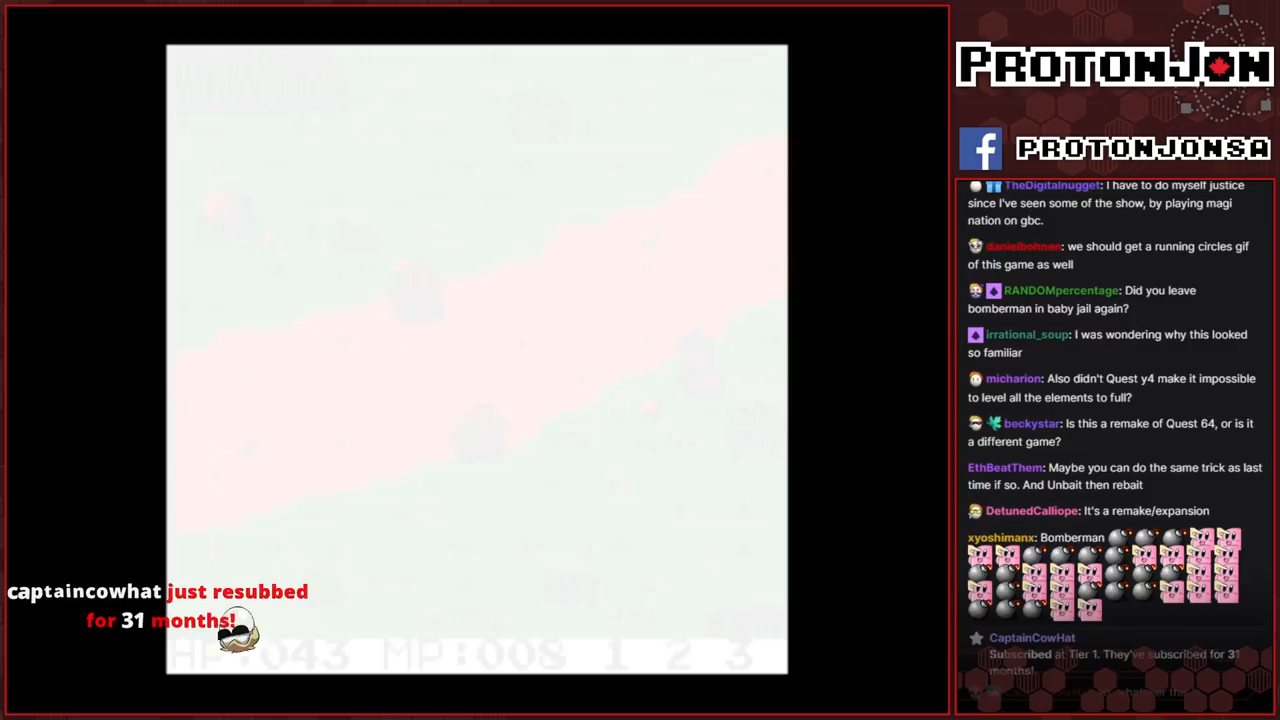 PROTONJON
PROTONJONSA
TheDigitalnugget: I have to do myself justice
since I've seen some of the show, by playing magi
nation on gbc.
danielbohnen: we should get a running circles gif
of this game as well
RANDOMpercentage: Did you leave
bomberman in baby jail again?
irrational_soup: I was wondering why this looked
so familiar
micharion: Also didn't Quest y4 make it impossible
to level all the elements to full?
beckystar: Is this a remake of Quest 64, or is it
a different game?
EthBeatThem: Maybe you can do the same trick as last
time if so. And Unbait then rebait
DetunedCalliope: It's a remake/expansion
xyoshimanx: Bomberman
CaptainCowHat
Subscribed at Tier 1. They've subscribed for 31
months!
captaincowhat just resubbed
for 31 months!
HP:043 MP:008 1 2 3